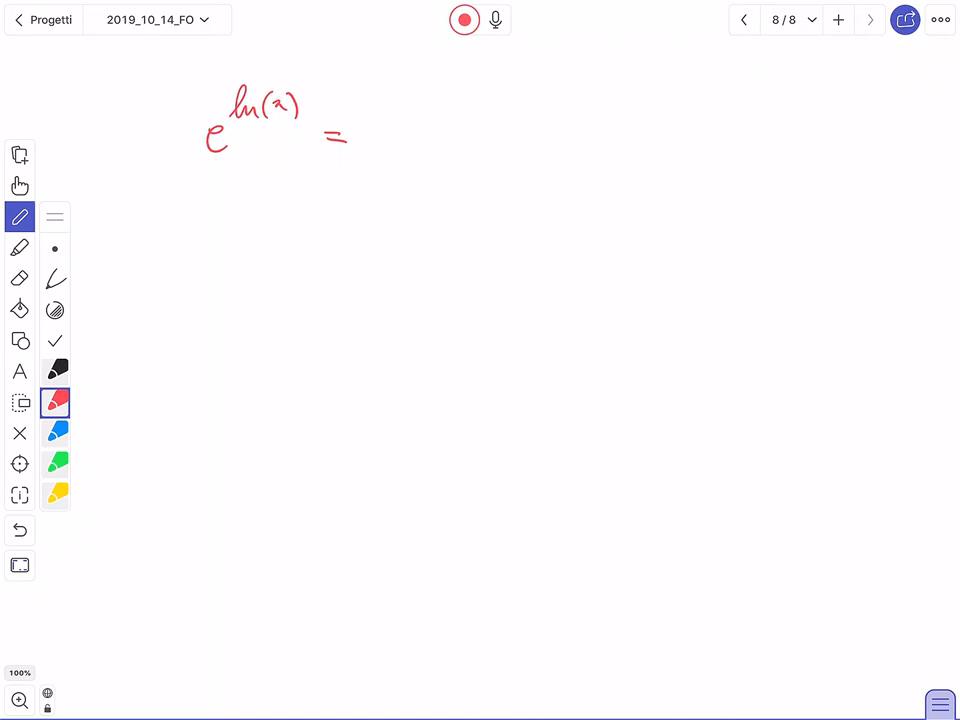 Progetti 2019_10_14_FO 8/8
e^ln(x) =
A
100%